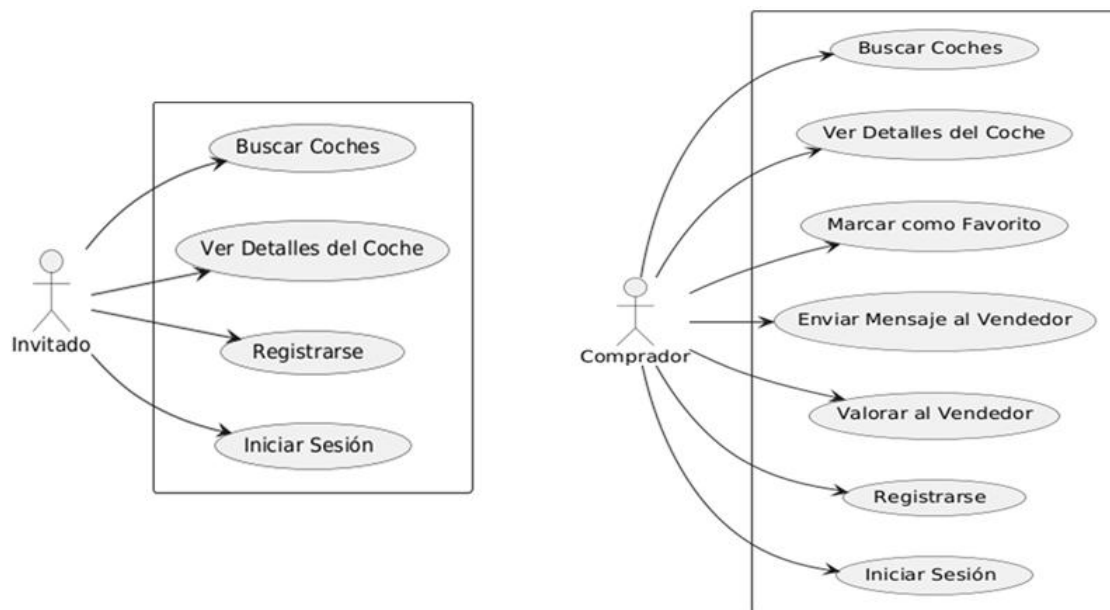 Buscar Coches
Ver Detalles del Coche
Invitado
Registrarse
Iniciar Sesión
Buscar Coches
Ver Detalles del Coche
Marcar como Favorito
Enviar Mensaje al Vendedor
Comprador
Valorar al Vendedor
Registrarse
Iniciar Sesión